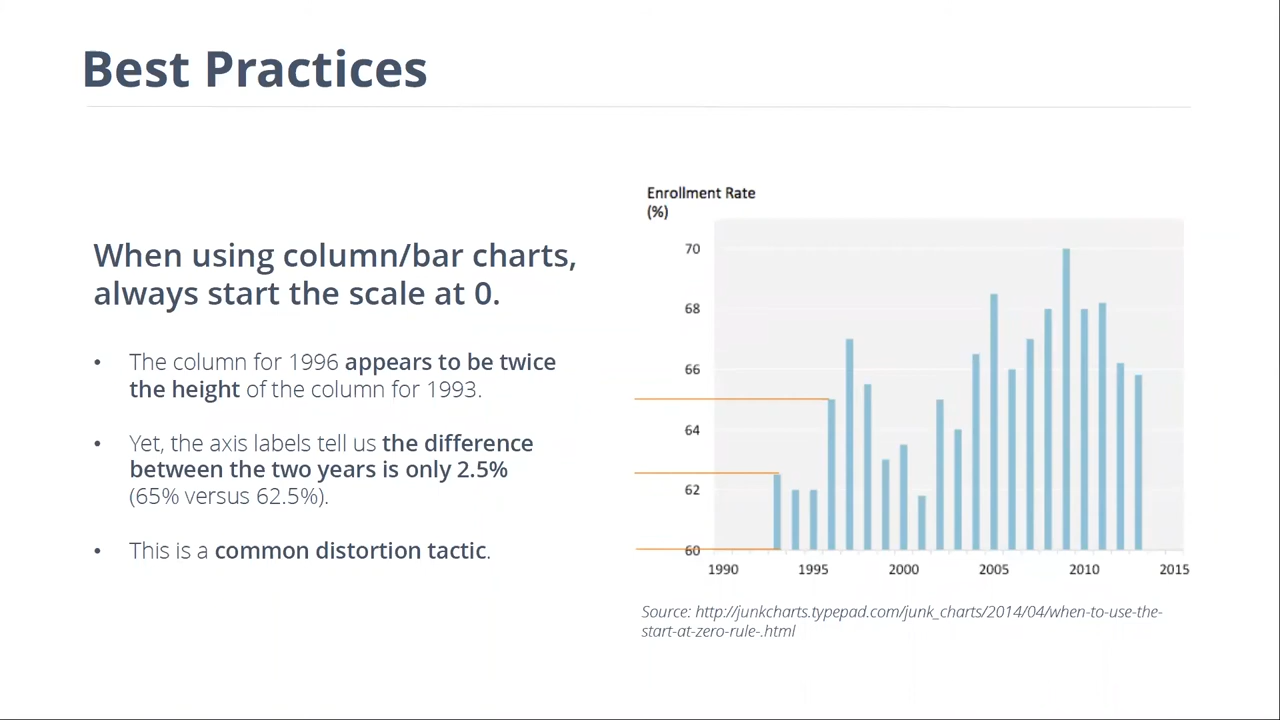 Best Practices
When using column/bar charts,
always start the scale at 0.
• The column for 1996 appears to be twice
the height of the column for 1993.
• Yet, the axis labels tell us the difference
between the two years is only 2.5%
(65% versus 62.5%).
• This is a common distortion tactic.
Enrollment Rate
(%)
70
68
66
64
62
60
1990 1995 2000 2005 2010 2015
Source: http://junkcharts.typepad.com/junk_charts/2014/04/when-to-use-the-
start-at-zero-rule-.html